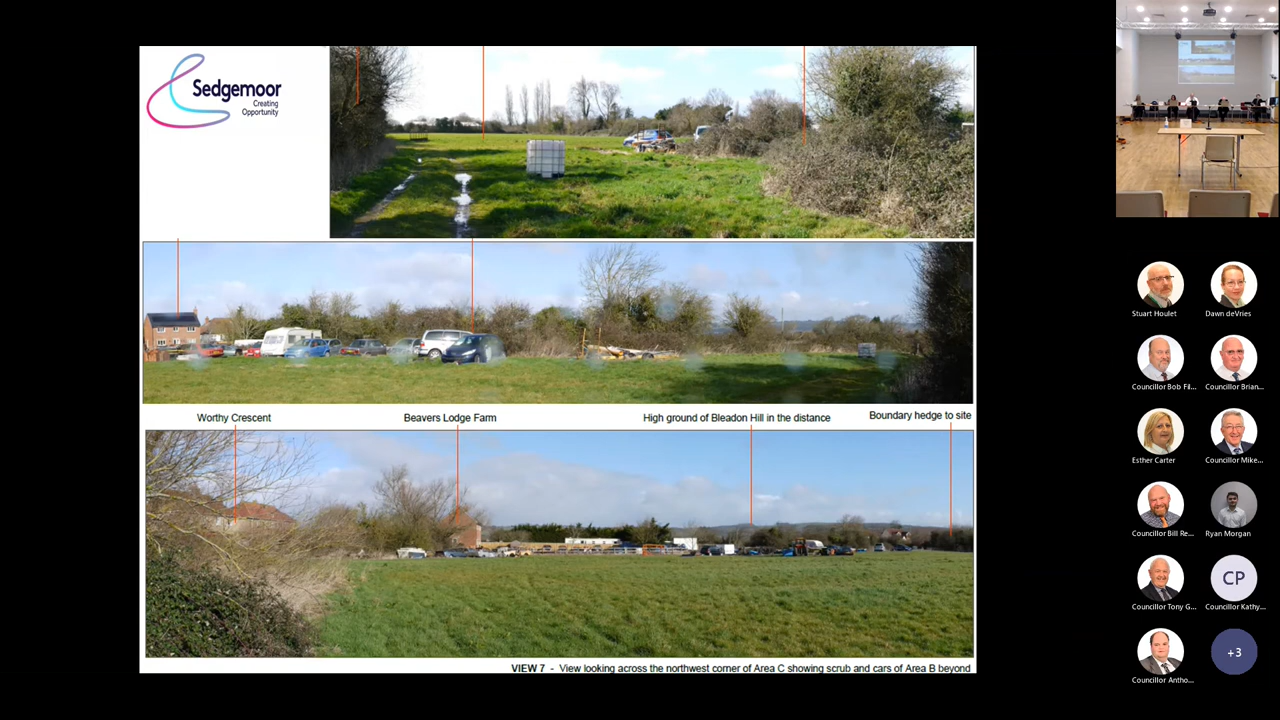 Sedgemoor
Creating
Opportunity
Worthy Crescent
Beavers Lodge Farm
High ground of Bleadon Hill in the distance
Boundary hedge to site
VIEW 7 - View looking across the northwest corner of Area C showing scrub and cars of Area B beyond
Stuart Houlet
Dawn deVries
Councillor Bob Fil...
Councillor Brian...
Esther Carter
Councillor Mike...
Councillor Bill Re...
Ryan Morgan
Councillor Tony G...
CP
Councillor Kathy...
Councillor Antho...
+3